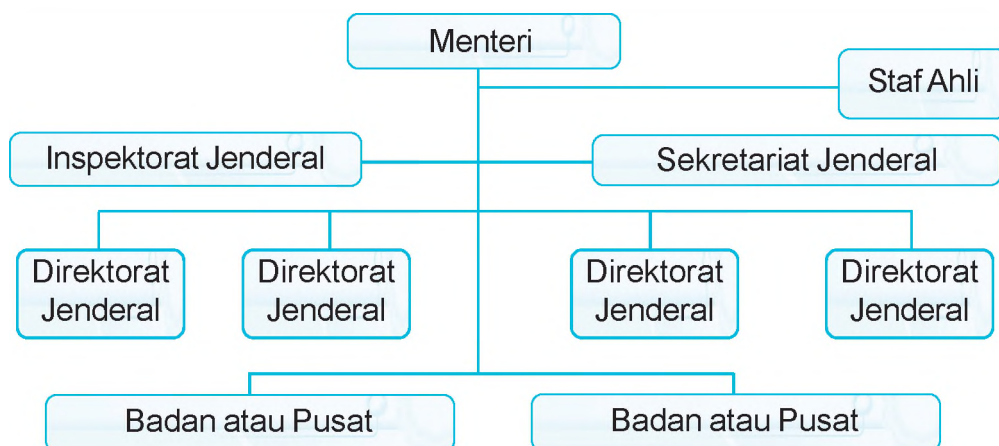 Menteri
Staf Ahli
Inspektorat Jenderal
Sekretariat Jenderal
Direktorat
Jenderal
Direktorat
Jenderal
Direktorat
Jenderal
Direktorat
Jenderal
Badan atau Pusat
Badan atau Pusat